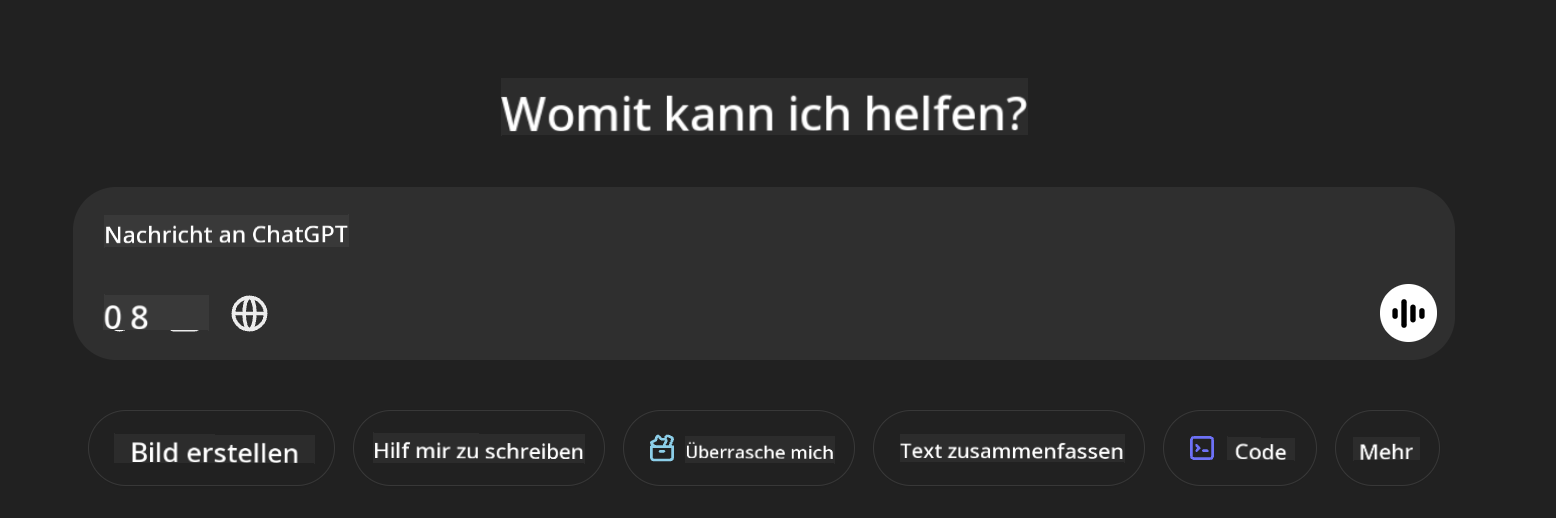 Womit kann ich helfen?
Nachricht an ChatGPT
0 8
Bild erstellen
Hilf mir zu schreiben
Überrasche mich
Text zusammenfassen
Code
Mehr